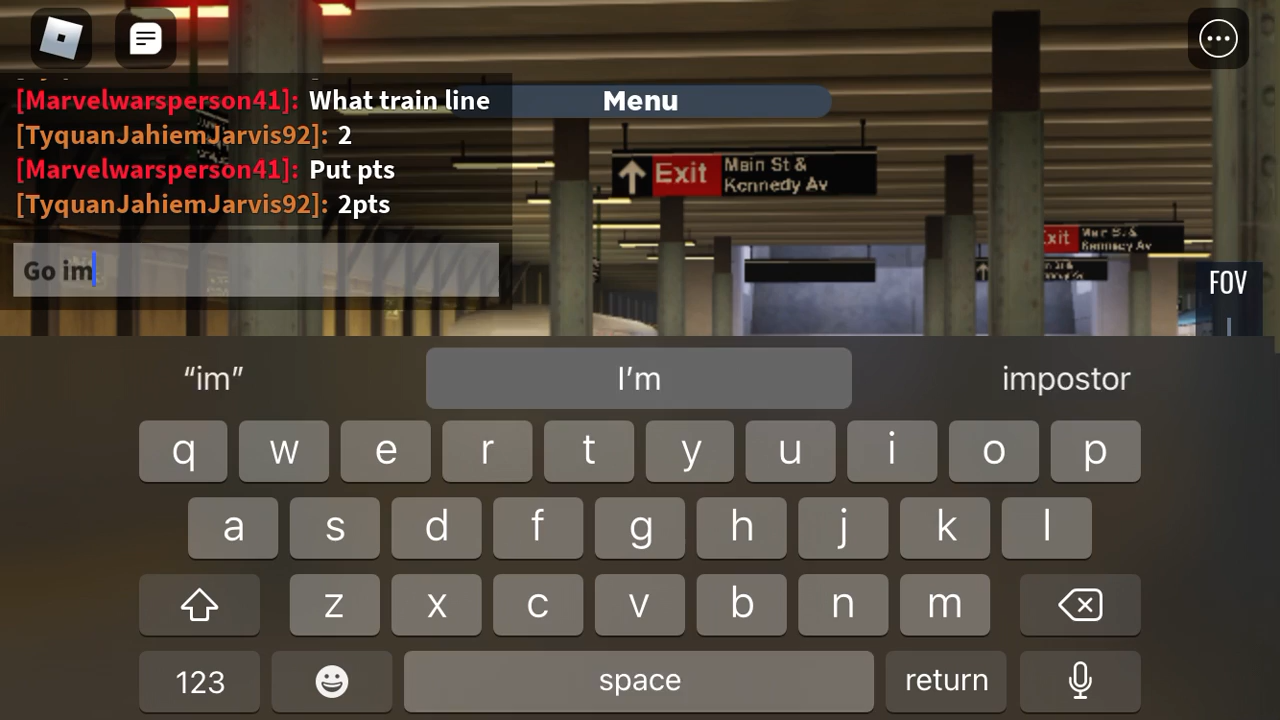 [Marvelwarsperson41]: What train line
[TyquanJahiemJarvis92]: 2
[Marvelwarsperson41]: Put pts
[TyquanJahiemJarvis92]: 2pts
Go im
Menu
Exit Main St &
Kennedy Av
Exit
FOV
“im” I’m impostor
q w e r t y u i o p
a s d f g h j k l
z x c v b n m
123 space return